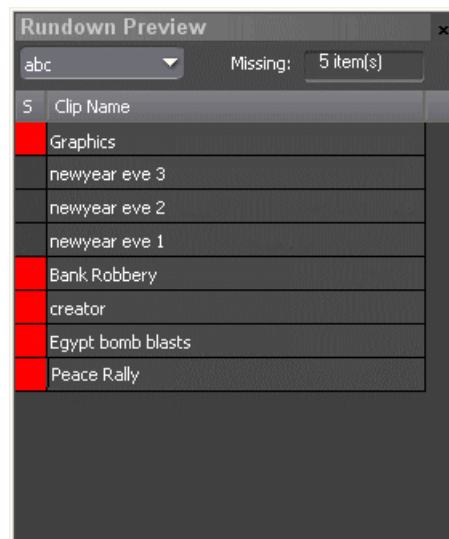 Rundown Preview x
abc Missing: 5 item(s)
S Clip Name
Graphics
newyear eve 3
newyear eve 2
newyear eve 1
Bank Robbery
creator
Egypt bomb blasts
Peace Rally